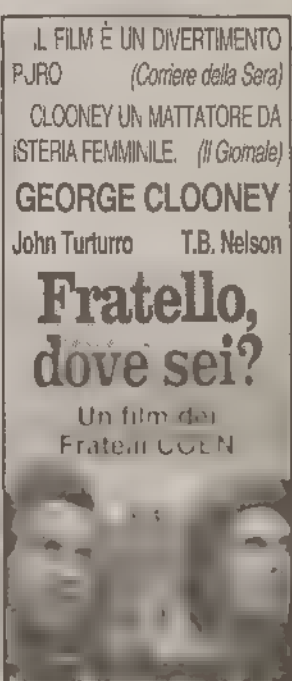 IL FILM È UN DIVERTIMENTO
PURO (Corriere della Sera)
CLOONEY UN MATTATORE DA
ISTERIA FEMMINILE. (Il Giornale)
GEORGE CLOONEY
John Turturro T.B. Nelson
Fratello,
dove sei?
Un film dei
Fratelli COEN